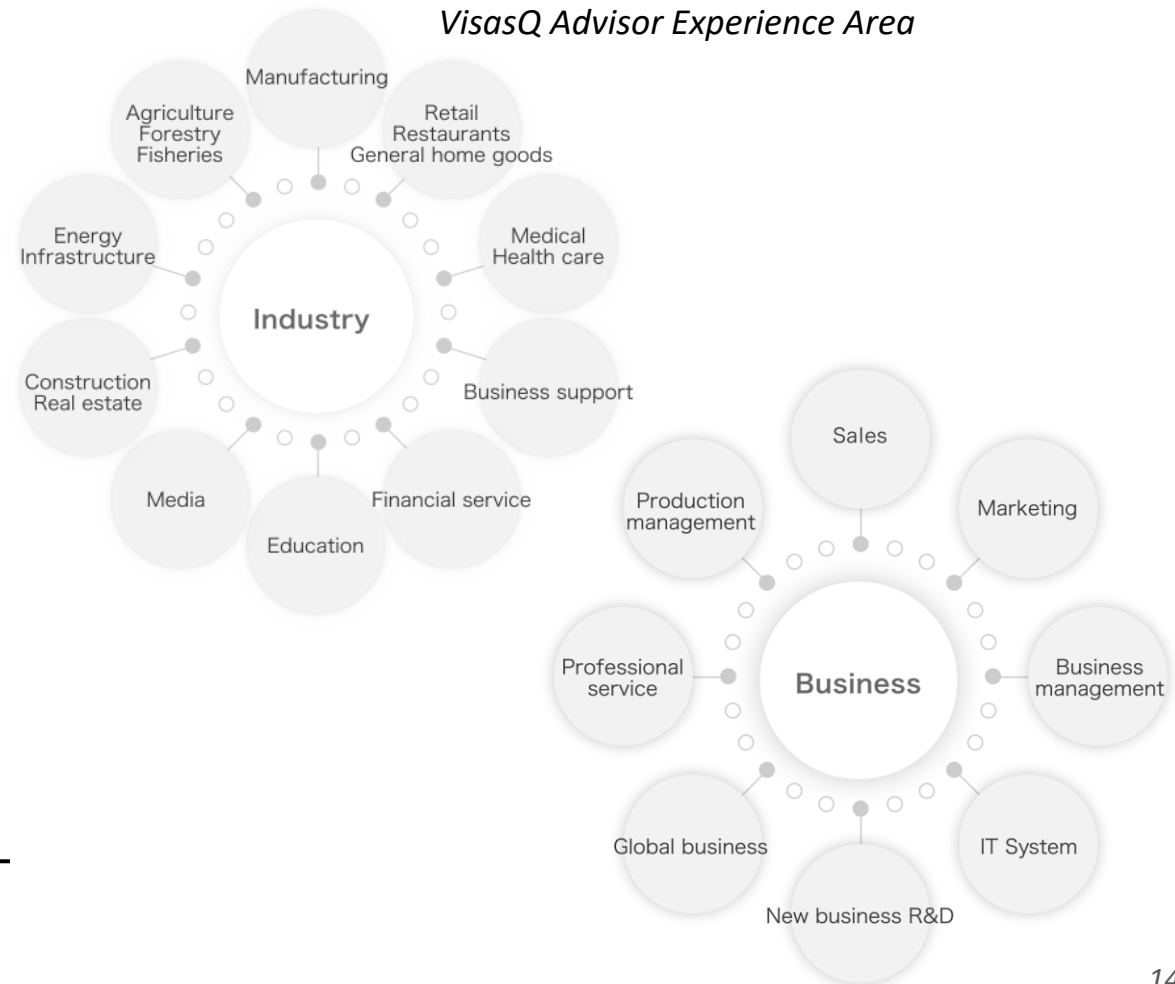 VisasQ Advisor Experience Area
Manufacturing
Agriculture
Forestry
Fisheries
Retail
Restaurants
General home goods
Energy
Infrastructure
Medical
Health care
Industry
Construction
Real estate
Business support
Media
Financial service
Education
Sales
Production
management
Marketing
Professional
service
Business
Business
management
Global business
IT System
New business R&D
14